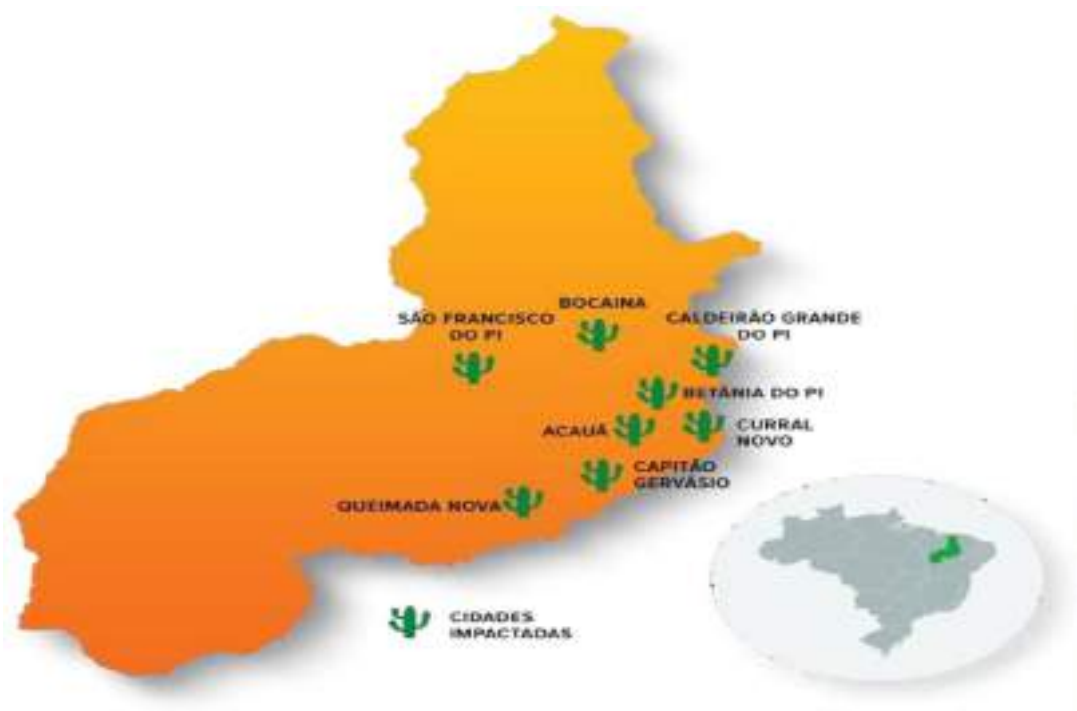 BOCAINA
SÃO FRANCISCO
DO PI
CALDEIRÃO GRANDE
DO PI
BETÂNIA DO PI
ACAUÃ
CURRAL
NOVO
CAPITÃO
GERVÁSIO
QUEIMADA NOVA
CIDADES
IMPACTADAS